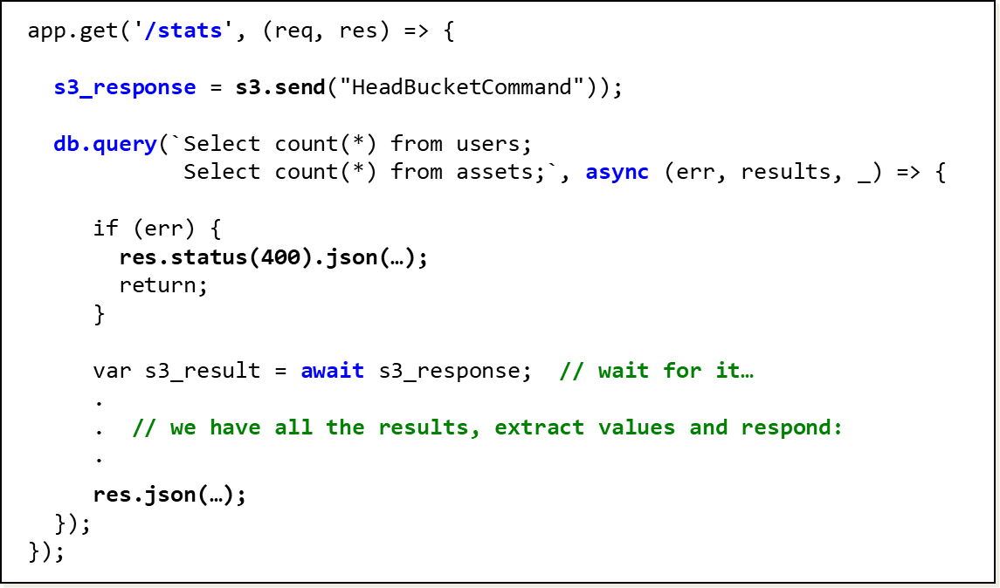 app.get('/stats', (req, res) => {
s3_response = s3.send("HeadBucketCommand"));
db.query(`Select count(*) from users;
Select count(*) from assets;`, async (err, results, _) => {
if (err) {
res.status(400).json(…);
return;
}
var s3_result = await s3_response;  // wait for it…
.
.  // we have all the results, extract values and respond:
.
res.json(…);
});
});